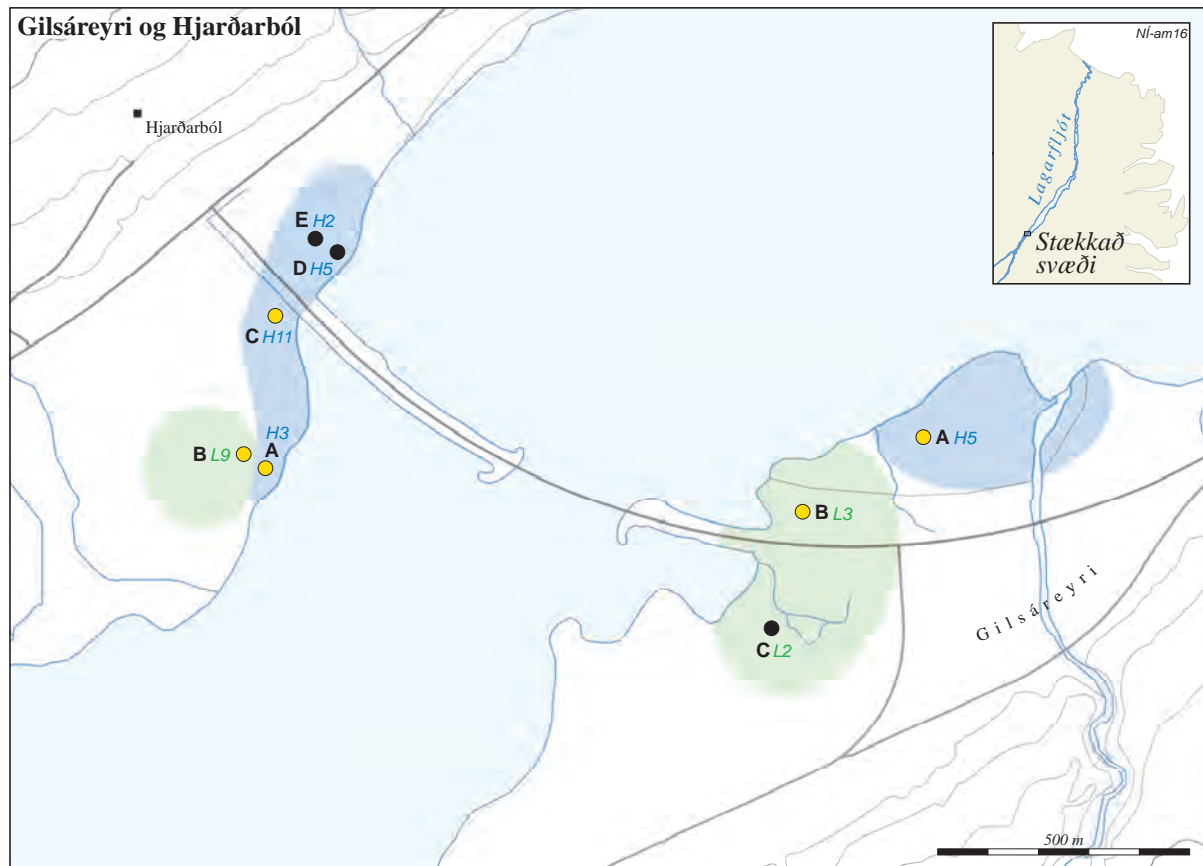 Gilsáreyri og Hjarðarból
NÍ-am16
Lagarfljót
Stækkað
svæði
Hjarðarból
E H2
D H5
C H11
H3
A
B L9
A H5
B L3
C L2
Gilsáreyri
500 m